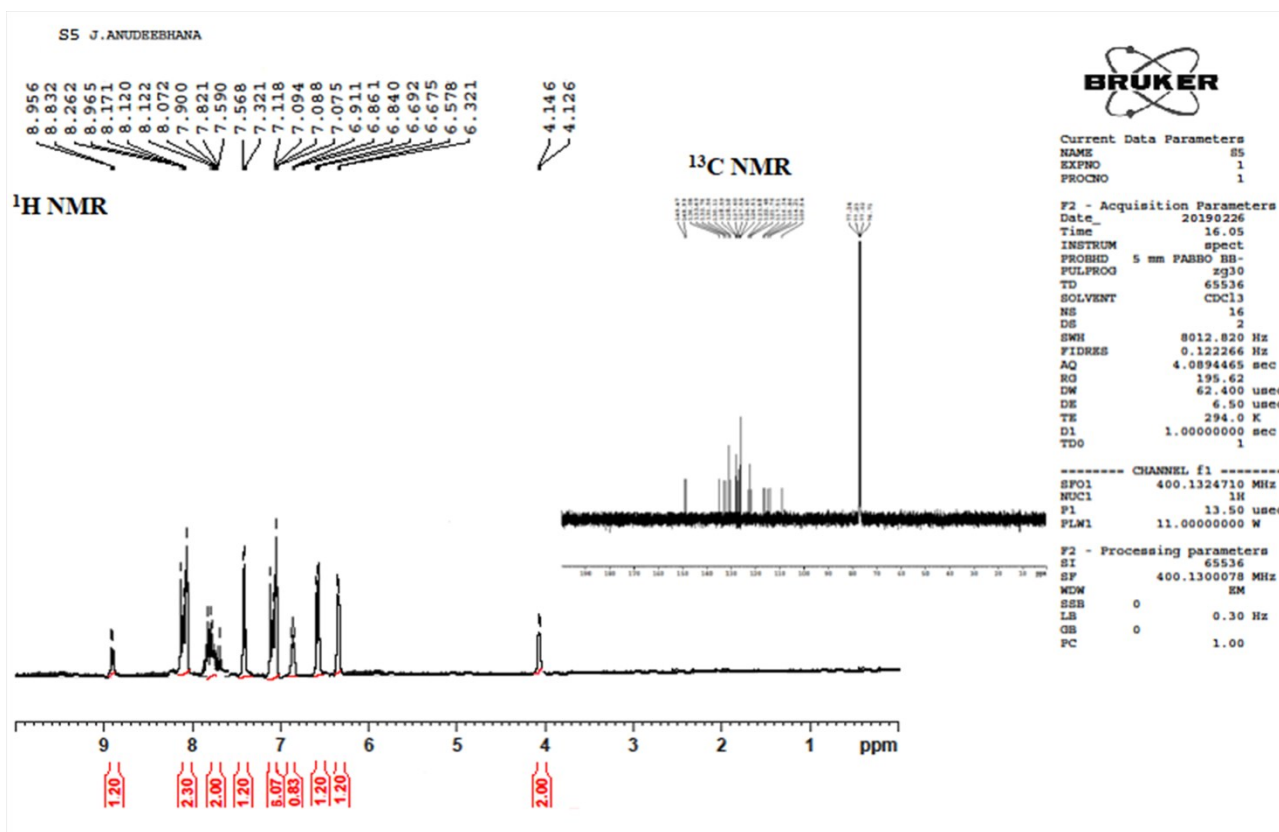 S5 J.ANUDEEBHANA
8.956
8.832
8.262
8.965
8.171
8.120
8.122
8.072
7.900
7.821
7.590
7.568
7.321
7.118
7.094
7.088
7.075
6.911
6.861
6.840
6.692
6.675
6.578
6.321
4.146
4.126
¹H NMR
¹³C NMR
BRUKER
Current Data Parameters
NAME S5
EXPNO 1
PROCNO 1
F2 - Acquisition Parameters
Date_ 20190226
Time 16.05
INSTRUM spect
PROBHD 5 mm PABBO BB-
PULPROG zg30
TD 65536
SOLVENT CDCl3
NS 16
DS 2
SWH 8012.820 Hz
FIDRES 0.122266 Hz
AQ 4.0894465 sec
RG 195.62
DW 62.400 usec
DE 6.50 usec
TE 294.0 K
D1 1.00000000 sec
TD0 1
======== CHANNEL f1 ========
SFO1 400.1324710 MHz
NUC1 1H
P1 13.50 usec
PLW1 11.00000000 W
F2 - Processing parameters
SI 65536
SF 400.1300078 MHz
WDW EM
SSB 0
LB 0.30 Hz
GB 0
PC 1.00
9 8 7 6 5 4 3 2 1 ppm
1.20
2.30
2.00
1.20
6.07
0.83
1.20
1.20
2.00